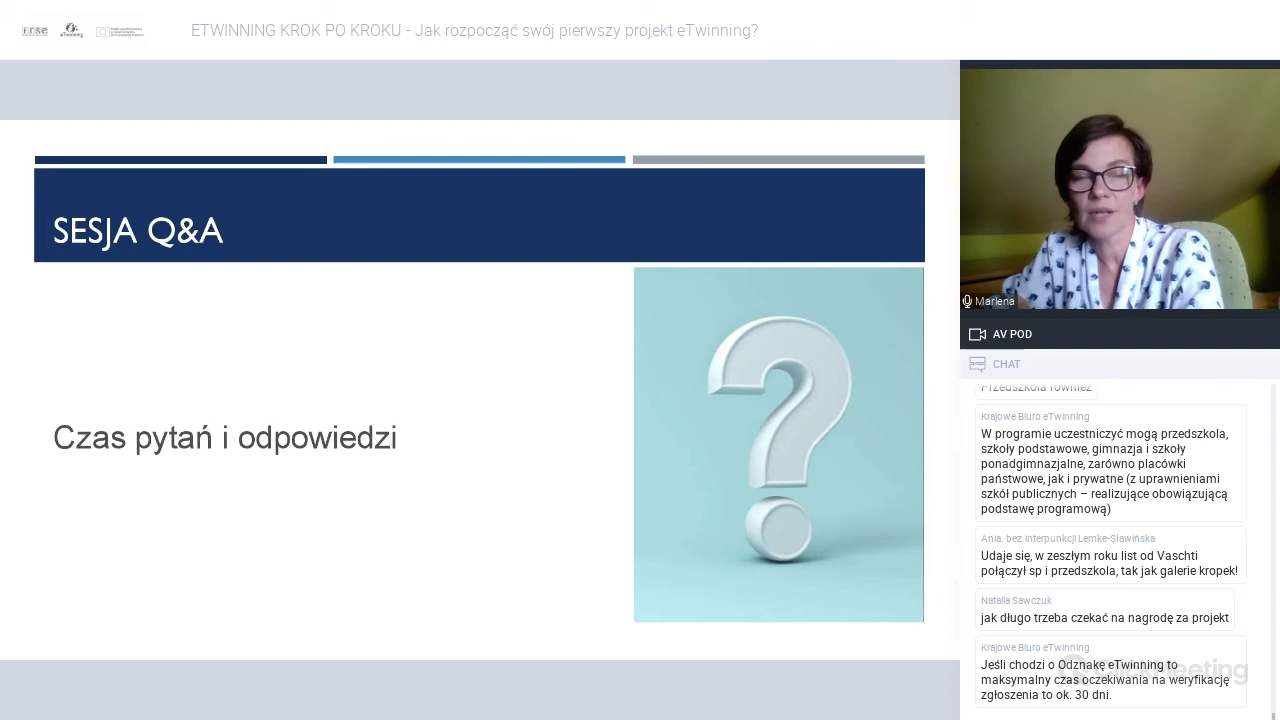 eTwinning
ETWINNING KROK PO KROKU - Jak rozpocząć swój pierwszy projekt eTwinning?
SESJA Q&A
Czas pytań i odpowiedzi
Marlena
AV POD
CHAT
Przedszkola również
Krajowe Biuro eTwinning
W programie uczestniczyć mogą przedszkola,
szkoły podstawowe, gimnazja i szkoły
ponadgimnazjalne, zarówno placówki
państwowe, jak i prywatne (z uprawnieniami
szkół publicznych – realizujące obowiązującą
podstawę programową)
Ania. bez.interpunkcji Lemke-Sławińska
Udaje się, w zeszłym roku list od Vaschti
połączył sp i przedszkola, tak jak galerie kropek!
Natalia Sawczuk
jak długo trzeba czekać na nagrodę za projekt
Krajowe Biuro eTwinning
Jeśli chodzi o Odznakę eTwinning to
maksymalny czas oczekiwania na weryfikację
zgłoszenia to ok. 30 dni.
ClickMeeting